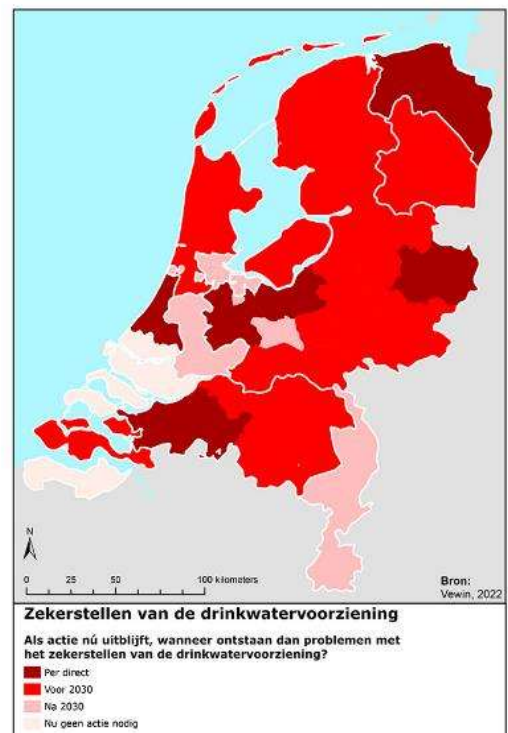 N
0 25 50 100 kilometers
Bron:
Vewin, 2022
Zekerstellen van de drinkwatervoorziening
Als actie nú uitblijft, wanneer ontstaan dan problemen met
het zekerstellen van de drinkwatervoorziening?
Per direct
Voor 2030
Na 2030
Nu geen actie nodig